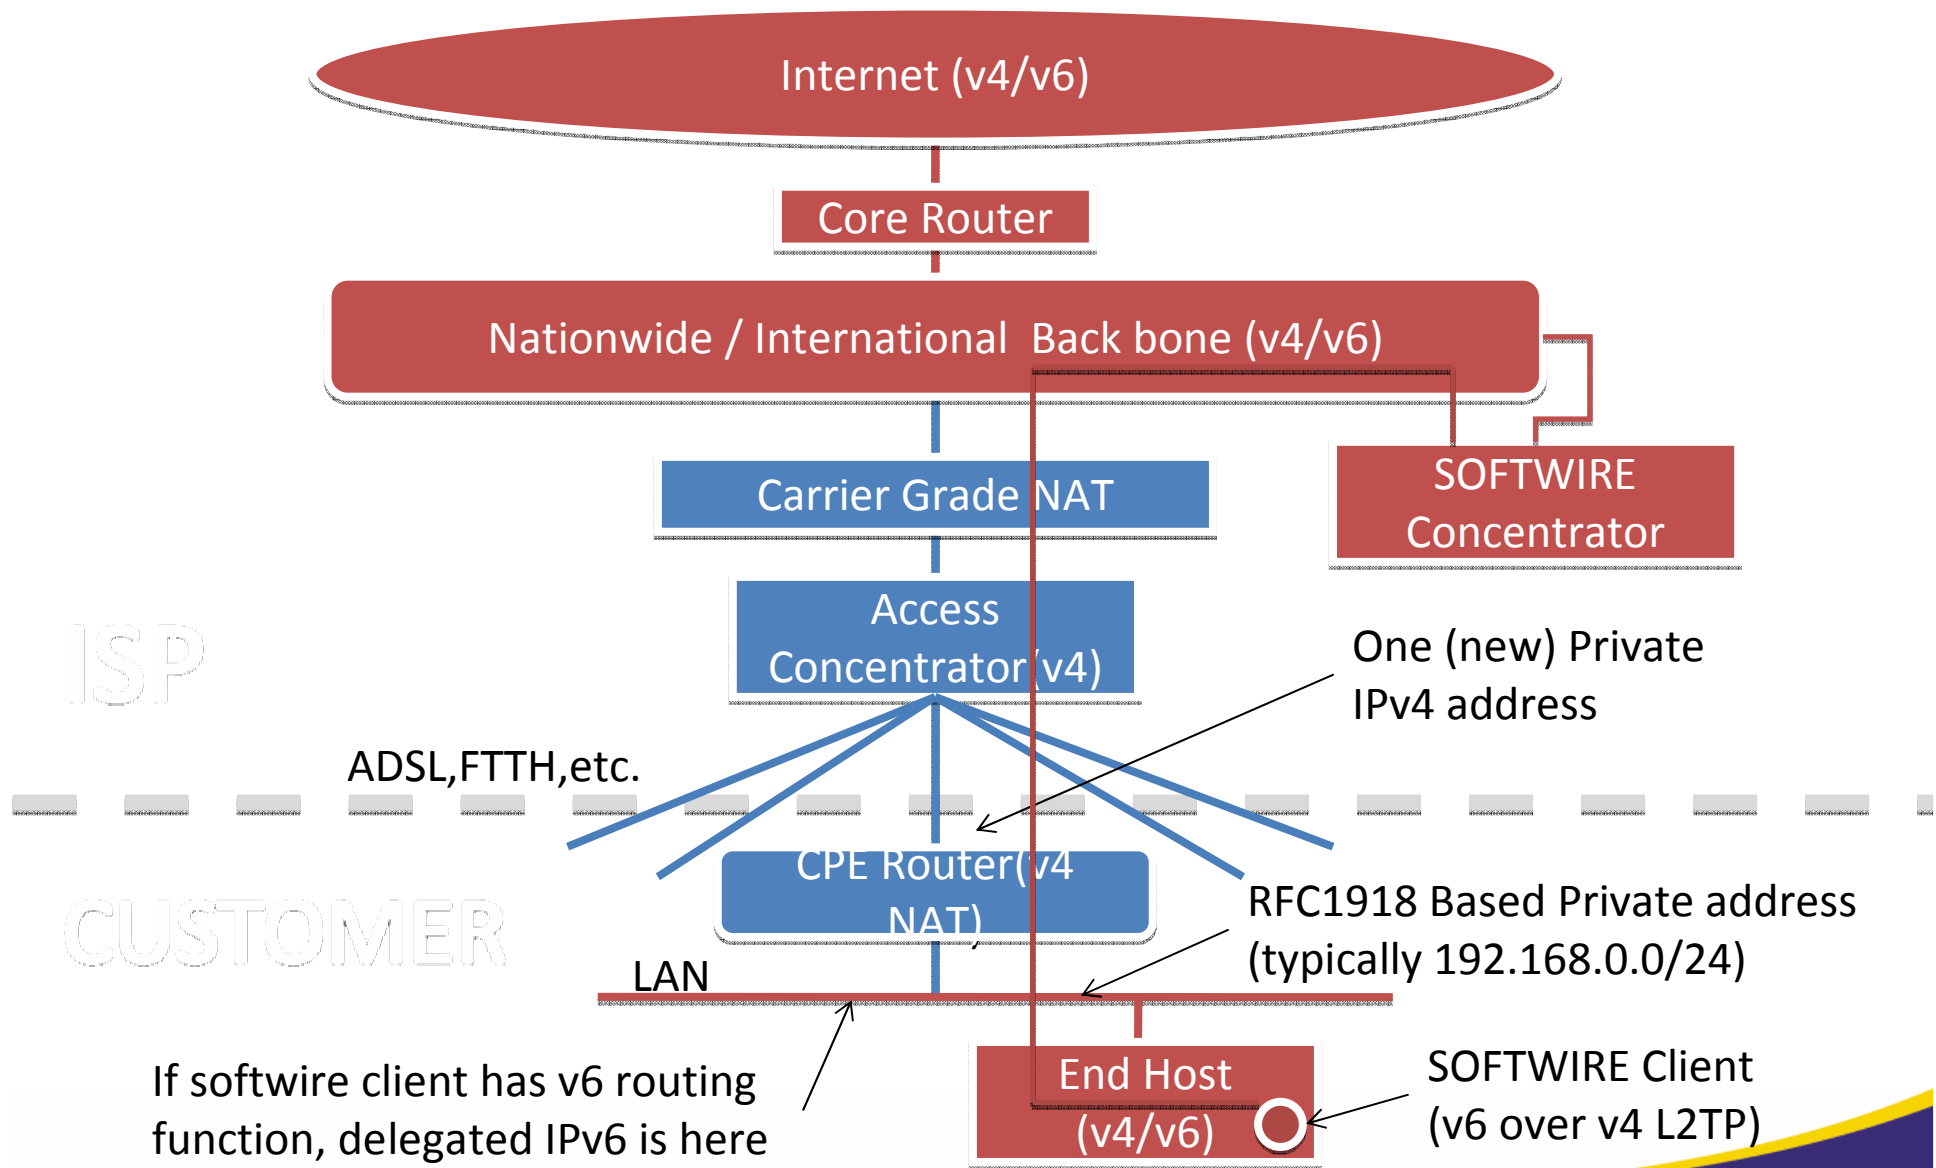 Internet (v4/v6)
Core Router
Nationwide / International Back bone (v4/v6)
Carrier Grade NAT
SOFTWIRE
Concentrator
Access
Concentrator(v4)
ISP
One (new) Private
IPv4 address
ADSL,FTTH,etc.
CPE Router(v4
NAT)
CUSTOMER
RFC1918 Based Private address
(typically 192.168.0.0/24)
LAN
If softwire client has v6 routing
function, delegated IPv6 is here
End Host
(v4/v6)
SOFTWIRE Client
(v6 over v4 L2TP)